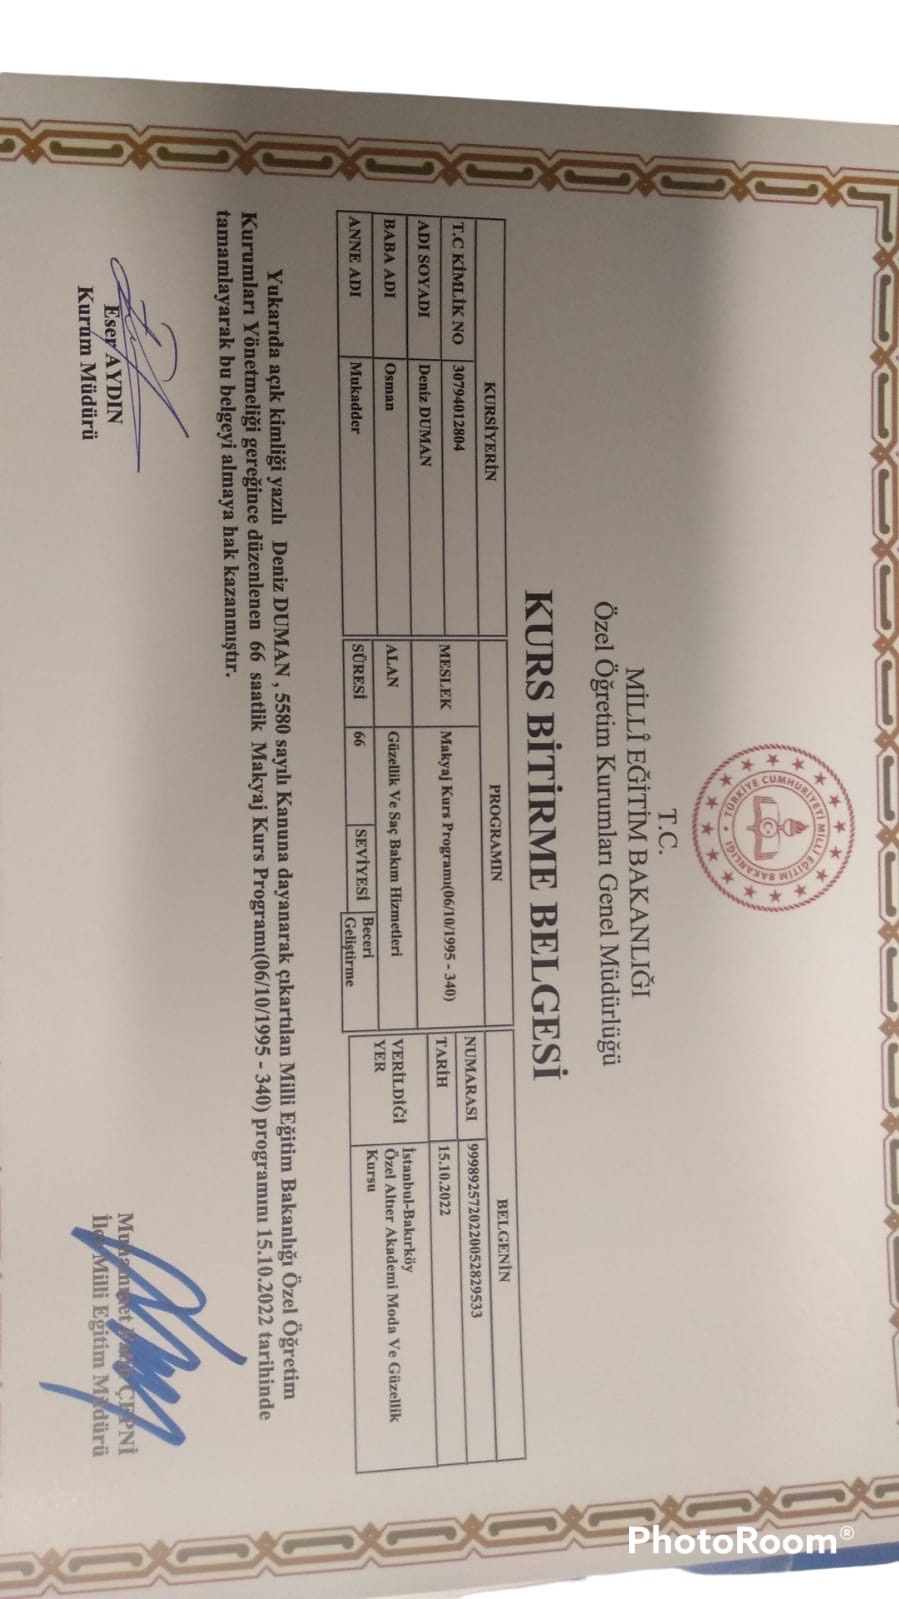 TÜRKİYE CUMHURİYETİ MİLLİ EĞİTİM BAKANLIĞI
T.C.
MİLLÎ EĞİTİM BAKANLIĞI
Özel Öğretim Kurumları Genel Müdürlüğü
KURS BİTİRME BELGESİ
KURSİYERİN
T.C KİMLİK NO 30794012804
ADI SOYADI Deniz DUMAN
BABA ADI Osman
ANNE ADI Mukadder
PROGRAMIN
MESLEK Makyaj Kurs Programı(06/10/1995 - 340)
ALAN Güzellik Ve Saç Bakım Hizmetleri
SÜRESİ 66 SEVİYESİ Beceri
Geliştirme
BELGENİN
NUMARASI 9998925720220052829533
TARİH 15.10.2022
VERİLDİĞİ
YER
İstanbul-Bakırköy
Özel Altıer Akademi Moda Ve Güzellik
Kursu
Yukarıda açık kimliği yazılı Deniz DUMAN , 5580 sayılı Kanuna dayanarak çıkartılan Milli Eğitim Bakanlığı Özel Öğretim
Kurumları Yönetmeliği gereğince düzenlenen 66 saatlik Makyaj Kurs Programı(06/10/1995 - 340) programını 15.10.2022 tarihinde
tamamlayarak bu belgeyi almaya hak kazanmıştır.
Eser AYDIN
Kurum Müdürü
ÇEPNİ
İlçe Milli Eğitim Müdürü
PhotoRoom®